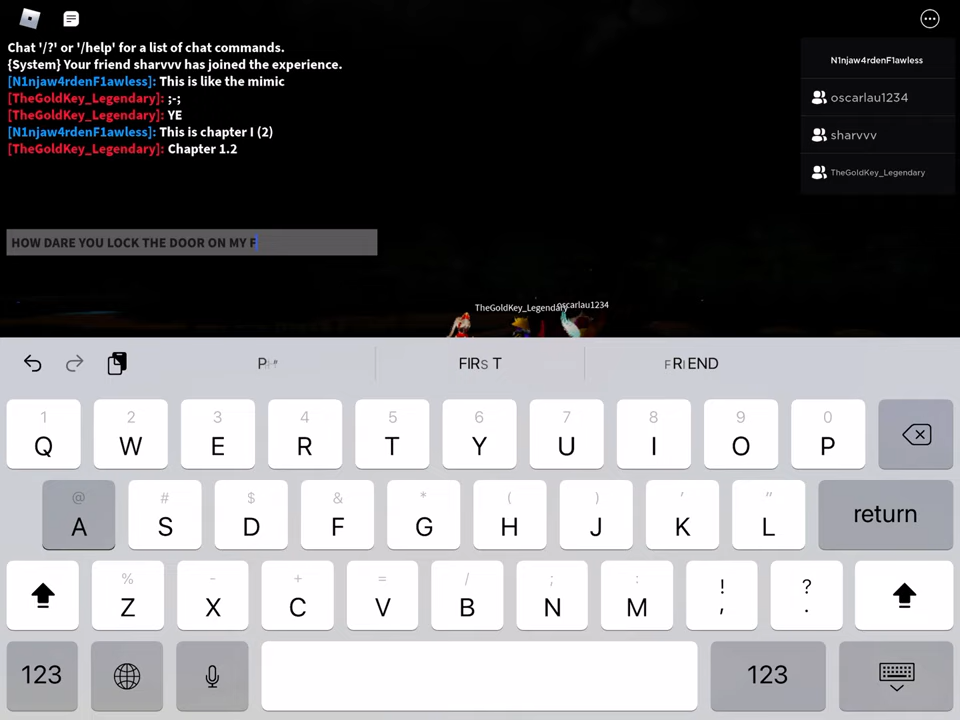 Chat '/?' or '/help' for a list of chat commands.
{System} Your friend sharvvv has joined the experience.
[N1njaw4rdenF1awless]: This is like the mimic
[TheGoldKey_Legendary]: ;-;
[TheGoldKey_Legendary]: YE
[N1njaw4rdenF1awless]: This is chapter I (2)
[TheGoldKey_Legendary]: Chapter 1.2
N1njaw4rdenF1awless
oscarlau1234
sharvvv
TheGoldKey_Legendary
HOW DARE YOU LOCK THE DOOR ON MY F
TheGoldKey_Legendary oscarlau1234
FIRST FRIEND
1 2 3 4 5 6 7 8 9 0
Q W E R T Y U I O P
@ # $ & * ( ) ' "
A S D F G H J K L return
% - + = / ; : ! ?
Z X C V B N M , .
123 123